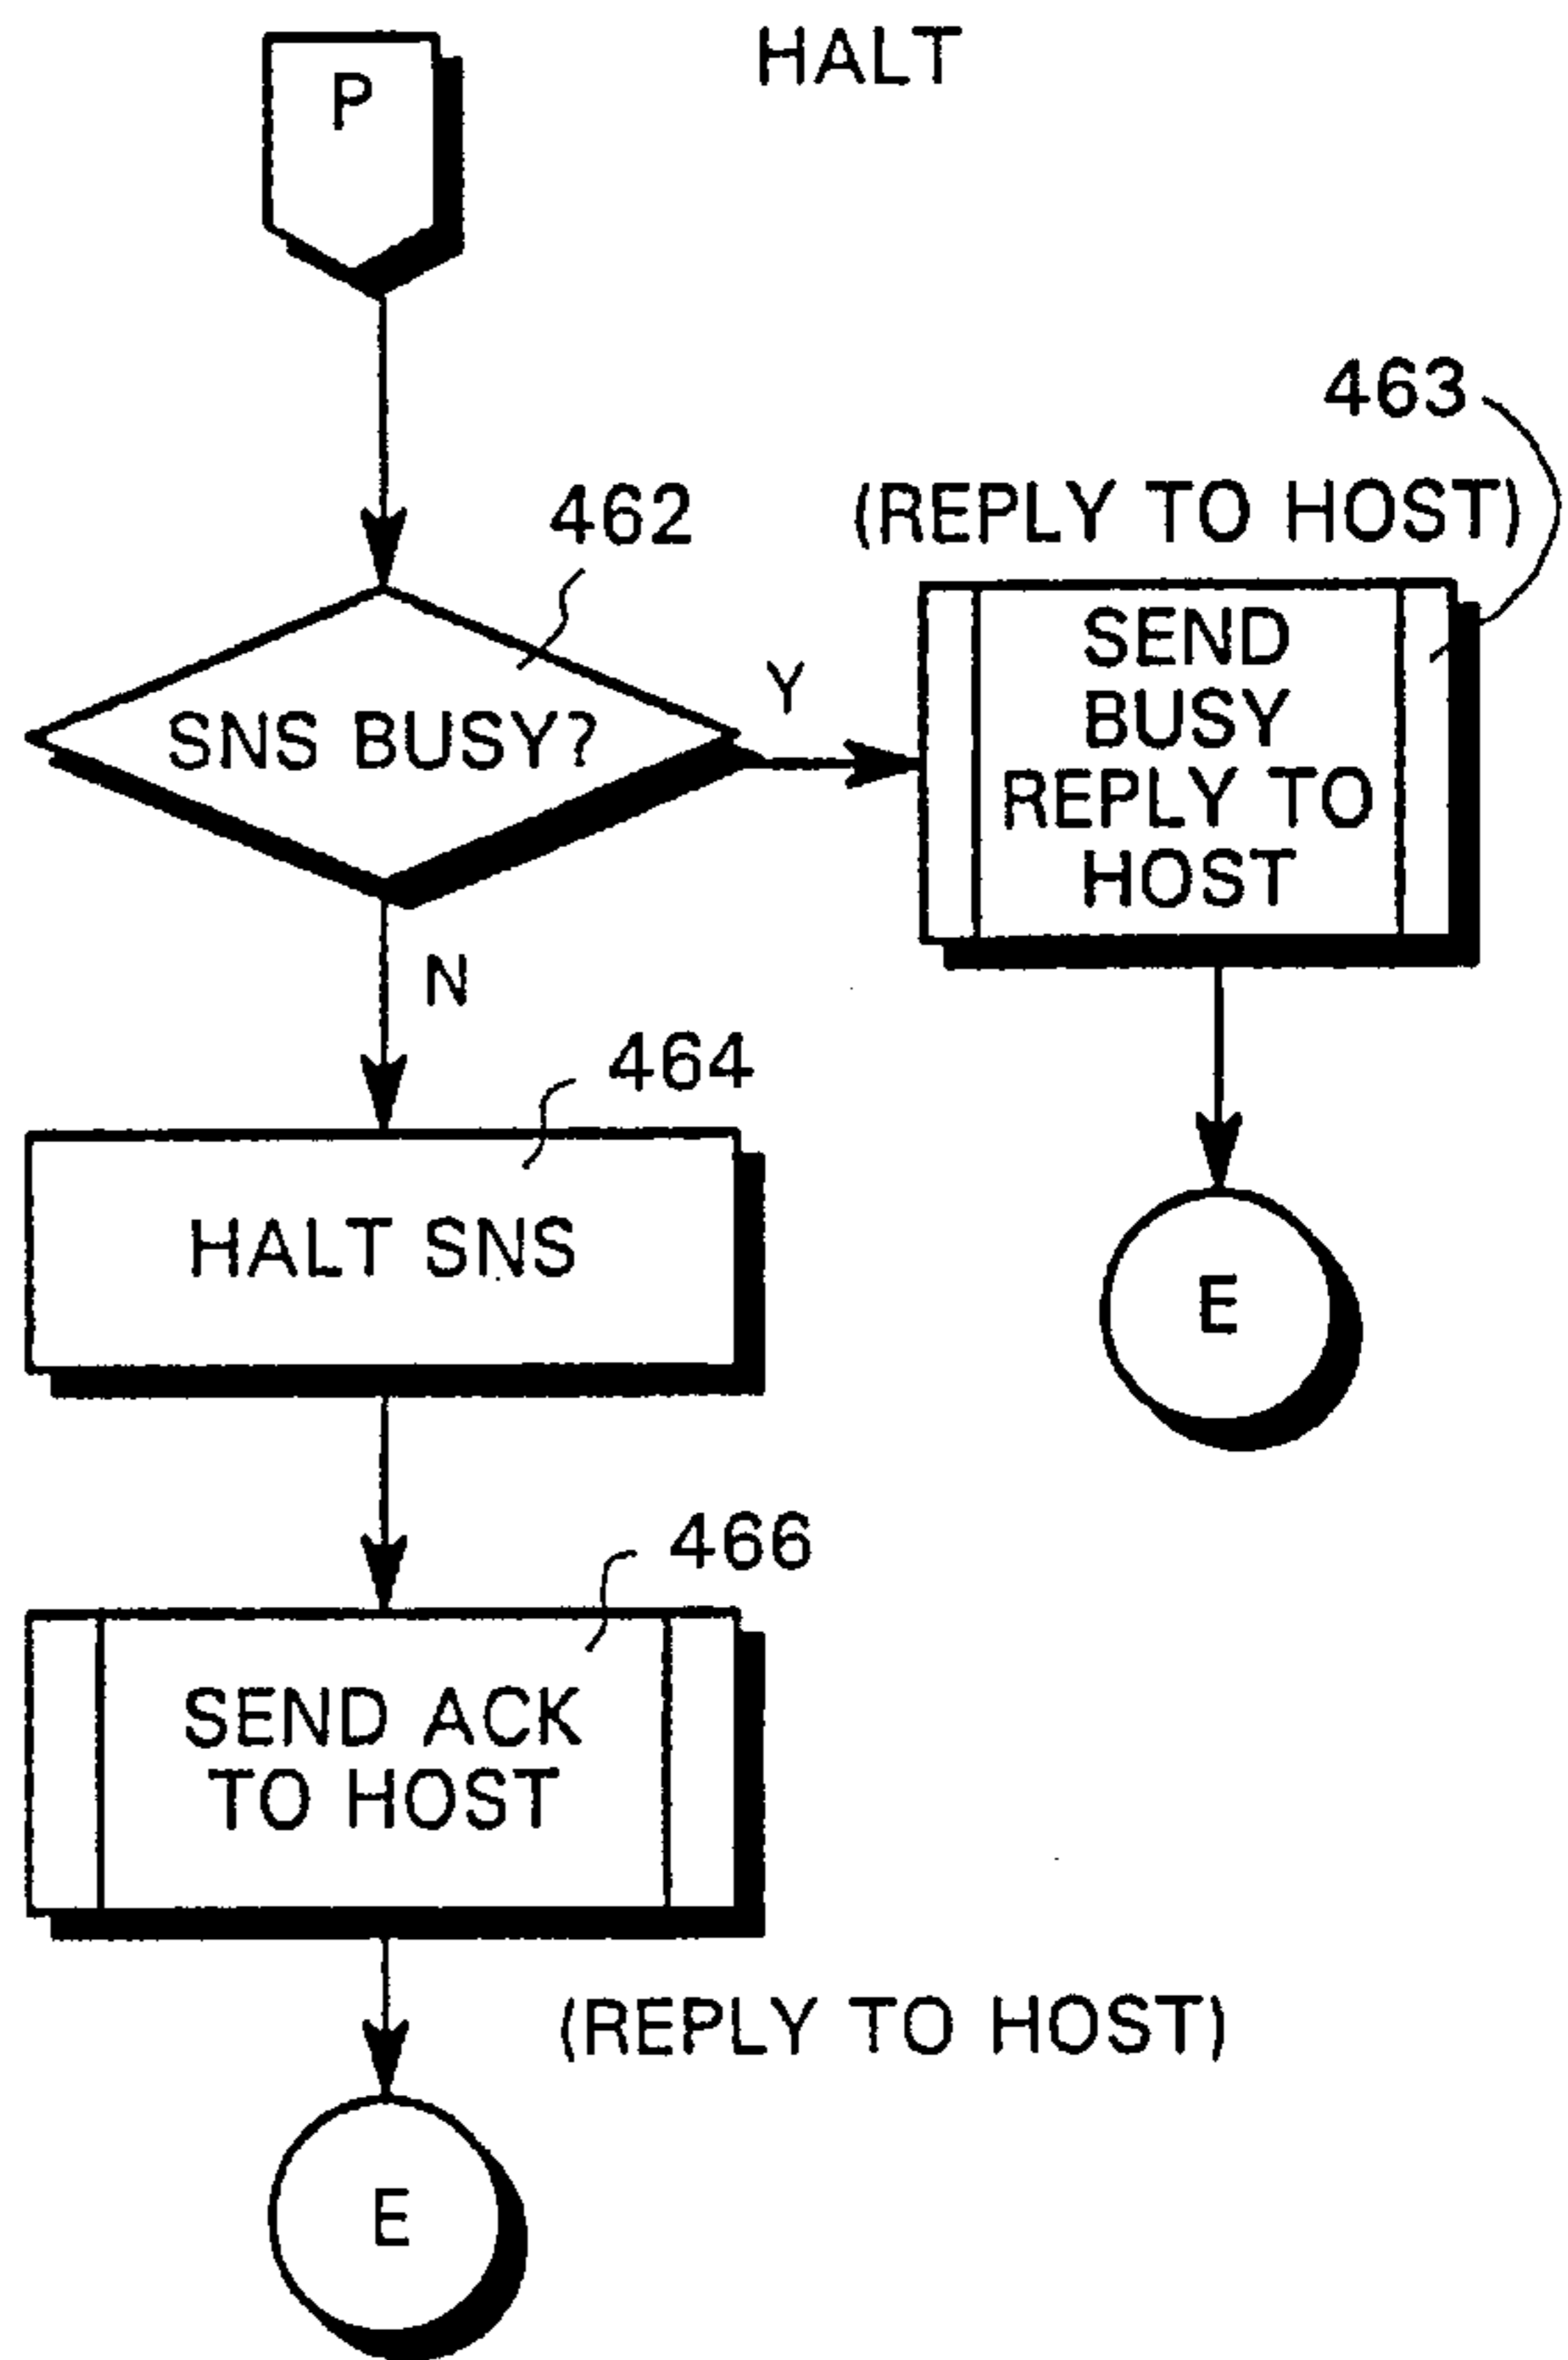 HALT
P
463
462
(REPLY TO HOST)
SEND
BUSY
REPLY TO
HOST
Y
SNS BUSY?
N
464
HALT SNS
E
466
SEND ACK
TO HOST
(REPLY TO HOST)
E